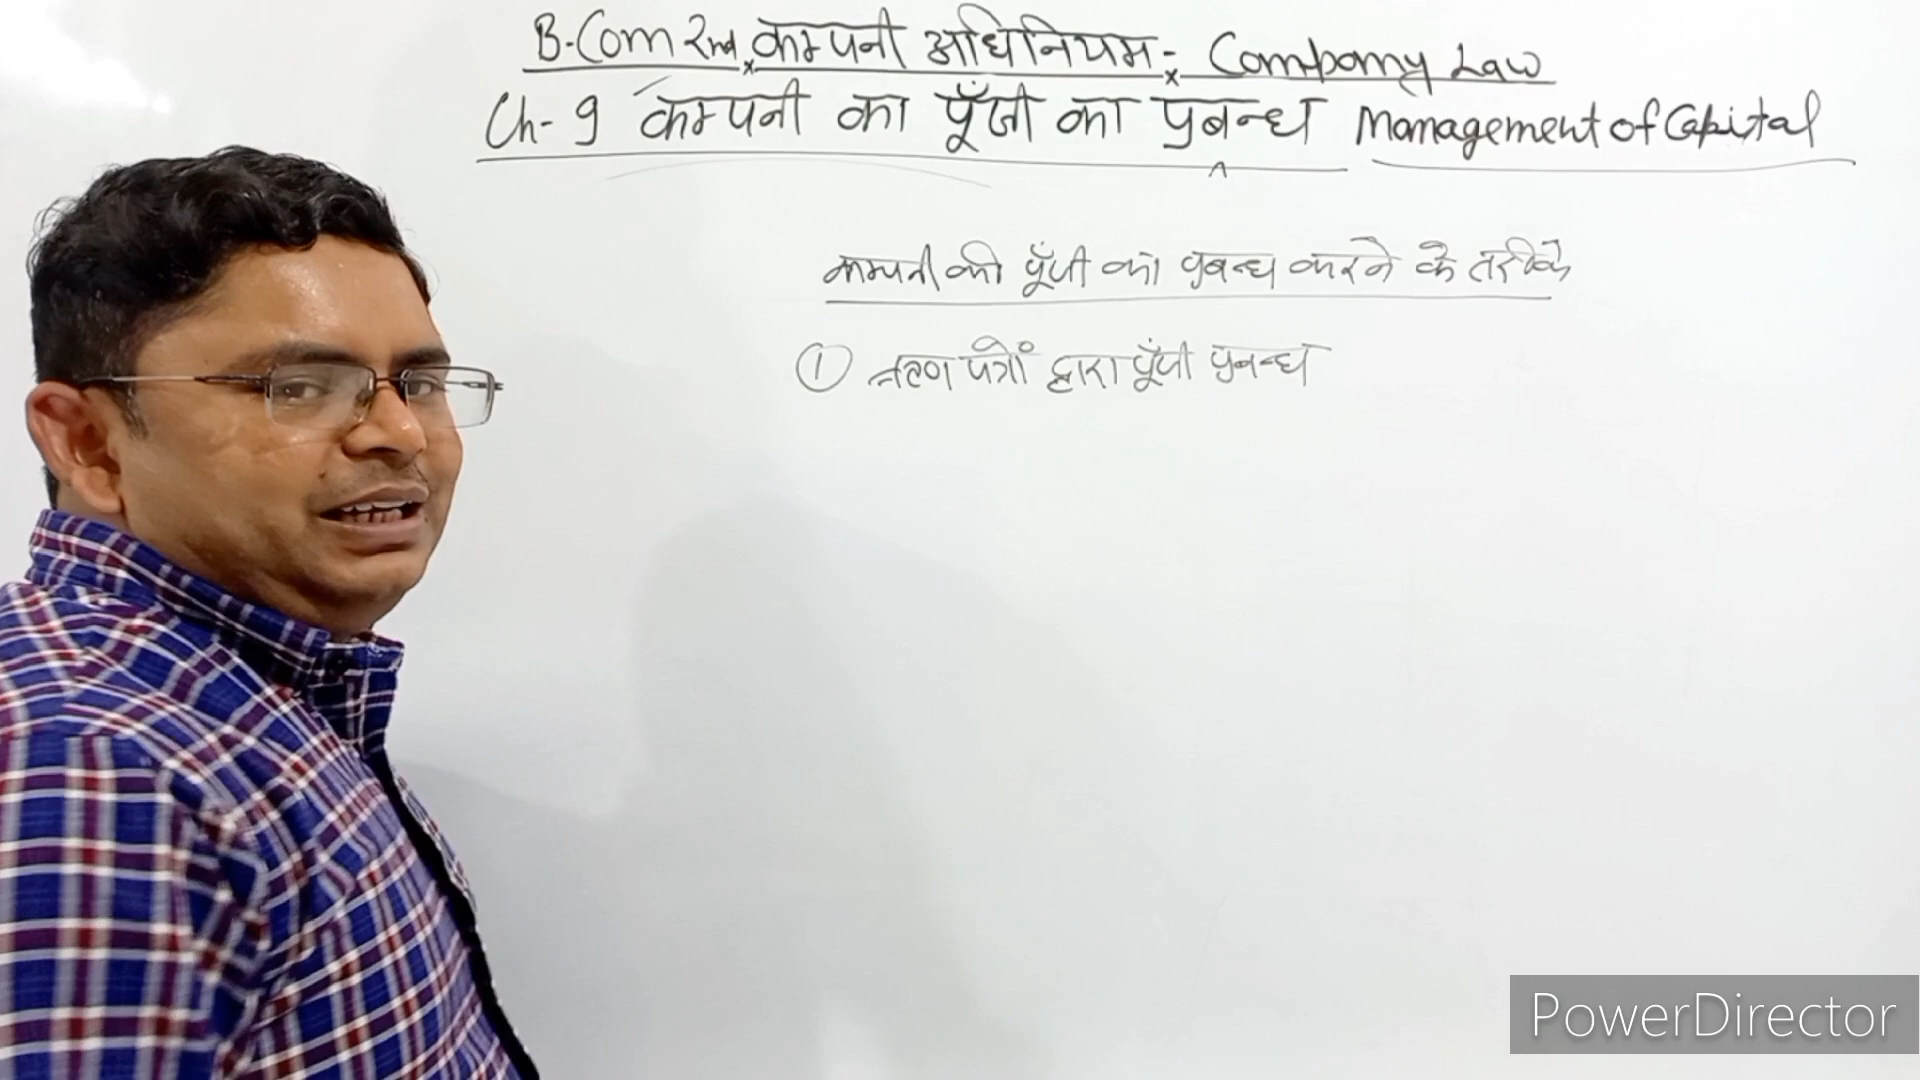 B.Com 2nd कम्पनी अधिनियम:- Company Law
Ch-9 कम्पनी का पूँजी का प्रबन्ध Management of Capital
कम्पनी की पूँजी का प्रबन्ध करने के तरीके
① ऋण पत्रों द्वारा पूँजी प्रबन्ध
PowerDirector